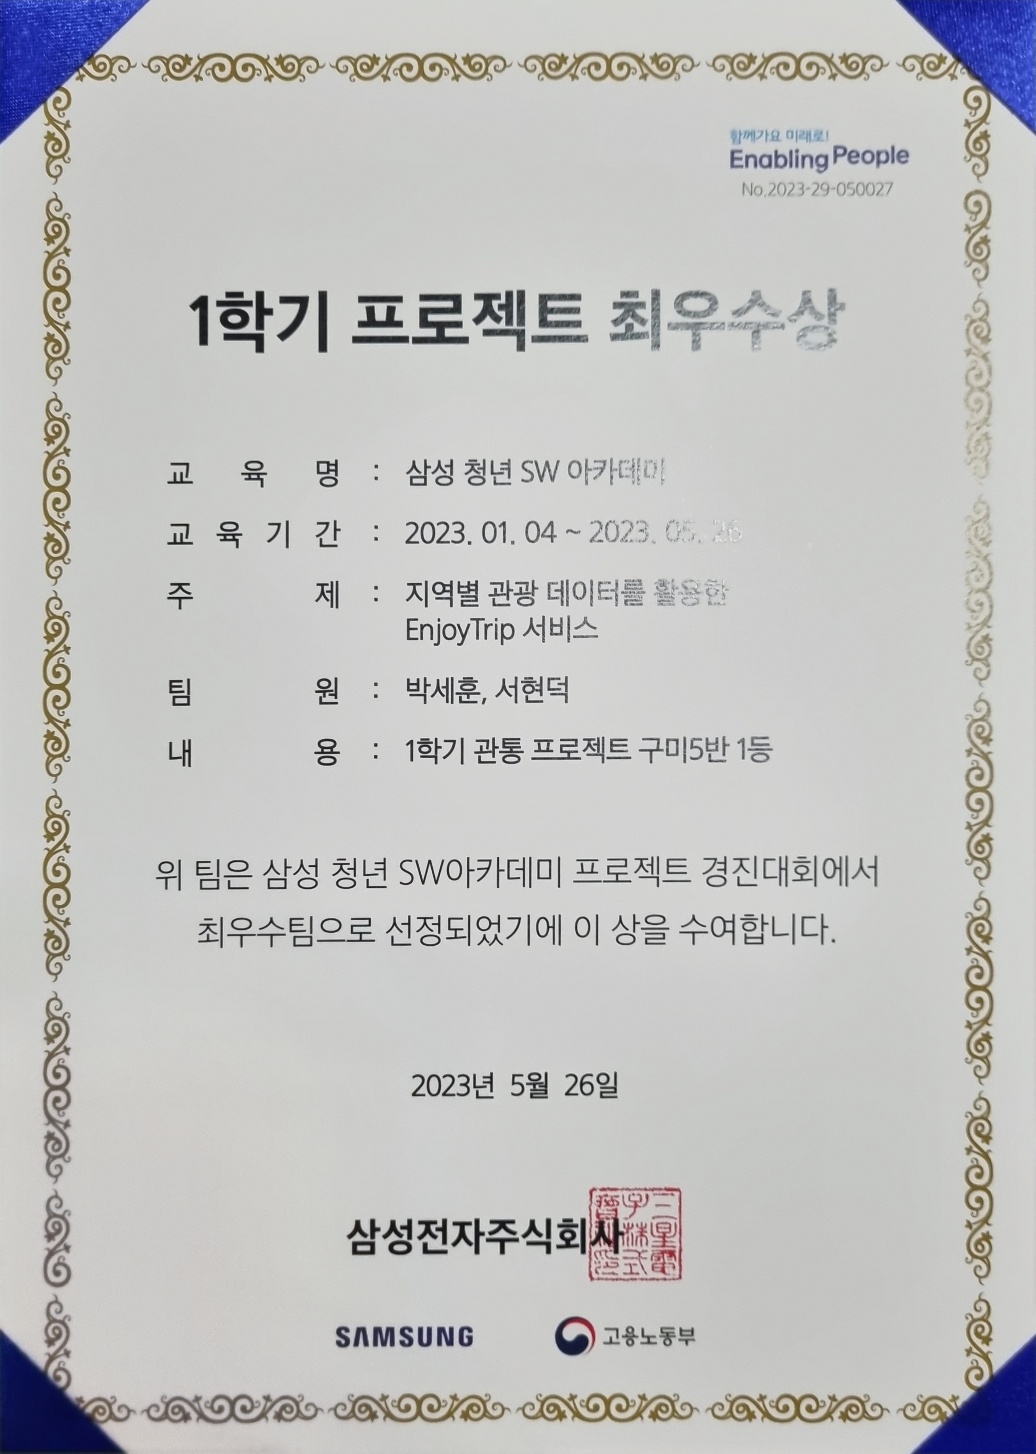 함께가요 미래로!
Enabling People
No.2023-29-050027
1학기 프로젝트 최우수상
교 육 명 : 삼성 청년 SW 아카데미
교 육 기 간 : 2023. 01. 04 ~ 2023. 05. 26
주 제 : 지역별 관광 데이터를 활용한
EnjoyTrip 서비스
팀 원 : 박세훈, 서현덕
내 용 : 1학기 관통 프로젝트 구미5반 1등
위 팀은 삼성 청년 SW아카데미 프로젝트 경진대회에서
최우수팀으로 선정되었기에 이 상을 수여합니다.
2023년 5월 26일
삼성전자주식회사
SAMSUNG 고용노동부